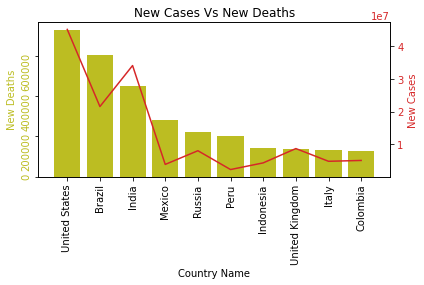 New Cases Vs New Deaths
1e7
New Deaths
0 200000 400000 600000
4
3
2
1
New Cases
United States
Brazil
India
Mexico
Russia
Peru
Indonesia
United Kingdom
Italy
Colombia
Country Name